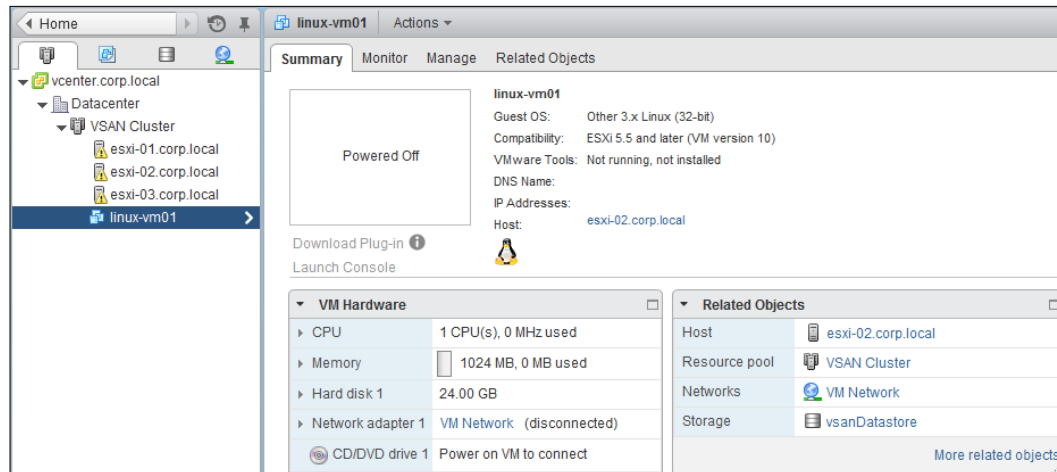 Home
vcenter.corp.local
Datacenter
VSAN Cluster
esxi-01.corp.local
esxi-02.corp.local
esxi-03.corp.local
linux-vm01
linux-vm01 Actions
Summary Monitor Manage Related Objects
Powered Off
Download Plug-in
Launch Console
linux-vm01
Guest OS: Other 3.x Linux (32-bit)
Compatibility: ESXi 5.5 and later (VM version 10)
VMware Tools: Not running, not installed
DNS Name:
IP Addresses:
Host: esxi-02.corp.local
VM Hardware
CPU 1 CPU(s), 0 MHz used
Memory 1024 MB, 0 MB used
Hard disk 1 24.00 GB
Network adapter 1 VM Network (disconnected)
CD/DVD drive 1 Power on VM to connect
Related Objects
Host esxi-02.corp.local
Resource pool VSAN Cluster
Networks VM Network
Storage vsanDatastore
More related objects